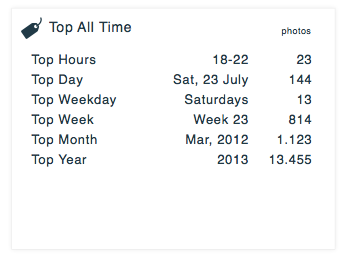 Top All Time
photos
Top Hours 18-22 23
Top Day Sat, 23 July 144
Top Weekday Saturdays 13
Top Week Week 23 814
Top Month Mar, 2012 1.123
Top Year 2013 13.455